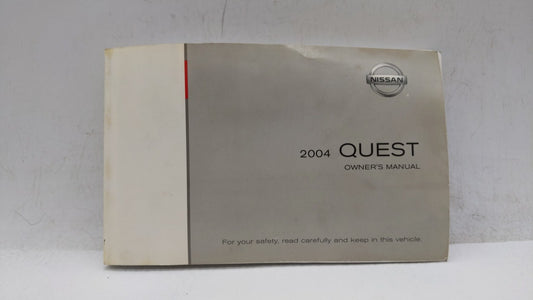 NISSAN
2004 QUEST
OWNER'S MANUAL
For your safety, read carefully and keep in this vehicle.